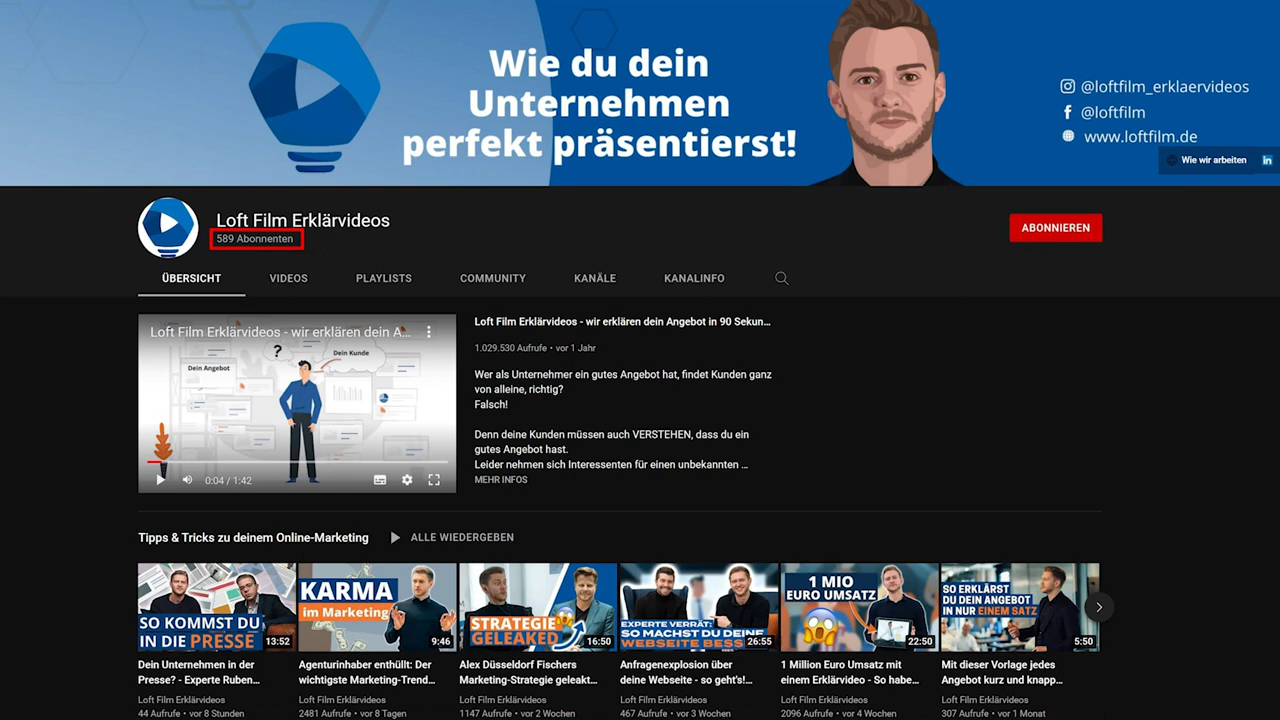 Wie du dein
Unternehmen
perfekt präsentierst!
@loftfilm_erklaervideos
@loftfilm
www.loftfilm.de
Wie wir arbeiten
in
Loft Film Erklärvideos
589 Abonnenten
ABONNIEREN
ÜBERSICHT VIDEOS PLAYLISTS COMMUNITY KANÄLE KANALINFO
Loft Film Erklärvideos - wir erklären dein A...
?
Dein Kunde
Dein Angebot
0:04 / 1:42
Loft Film Erklärvideos - wir erklären dein Angebot in 90 Sekun...
1.029.530 Aufrufe • vor 1 Jahr
Wer als Unternehmer ein gutes Angebot hat, findet Kunden ganz
von alleine, richtig?
Falsch!
Denn deine Kunden müssen auch VERSTEHEN, dass du ein
gutes Angebot hast.
Leider nehmen sich Interessenten für einen unbekannten ...
MEHR INFOS
Tipps & Tricks zu deinem Online-Marketing ALLE WIEDERGEBEN
SO KOMMST DU
IN DIE PRESSE
13:52
Dein Unternehmen in der
Presse? - Experte Ruben...
Loft Film Erklärvideos
44 Aufrufe • vor 8 Stunden
KARMA
im Marketing
9:46
Agenturinhaber enthüllt: Der
wichtigste Marketing-Trend...
Loft Film Erklärvideos
2481 Aufrufe • vor 8 Tagen
STRATEGIE
GELEAKED
16:50
Alex Düsseldorf Fischers
Marketing-Strategie geleakt...
Loft Film Erklärvideos
1147 Aufrufe • vor 2 Wochen
EXPERTE VERRÄT:
SO MACHST DU DEINE
WEBSEITE BESS
26:55
Anfragenexplosion über
deine Webseite - so geht's!...
Loft Film Erklärvideos
467 Aufrufe • vor 3 Wochen
1 MIO
EURO UMSATZ
22:50
1 Million Euro Umsatz mit
einem Erklärvideo - So habe...
Loft Film Erklärvideos
2096 Aufrufe • vor 4 Wochen
SO ERKLÄRST
DU DEIN ANGEBOT
IN NUR EINEM SATZ
5:50
Mit dieser Vorlage jedes
Angebot kurz und knapp...
Loft Film Erklärvideos
307 Aufrufe • vor 1 Monat